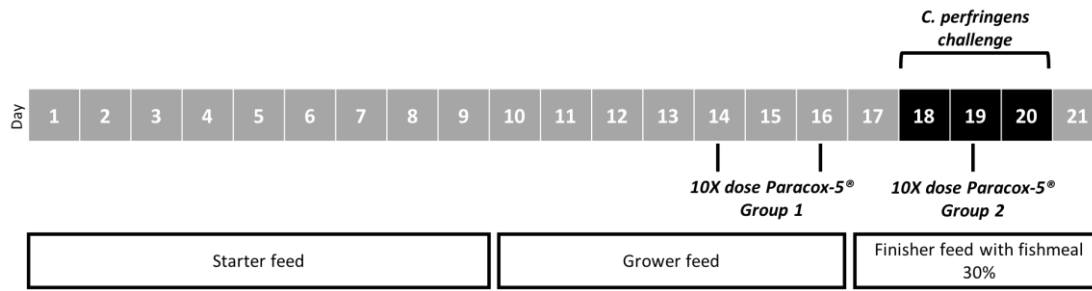 C. perfringens
challenge
Day 1 2 3 4 5 6 7 8 9 10 11 12 13 14 15 16 17 18 19 20 21
10X dose Paracox-5® 10X dose Paracox-5®
Group 1 Group 2
Starter feed Grower feed Finisher feed with fishmeal
30%